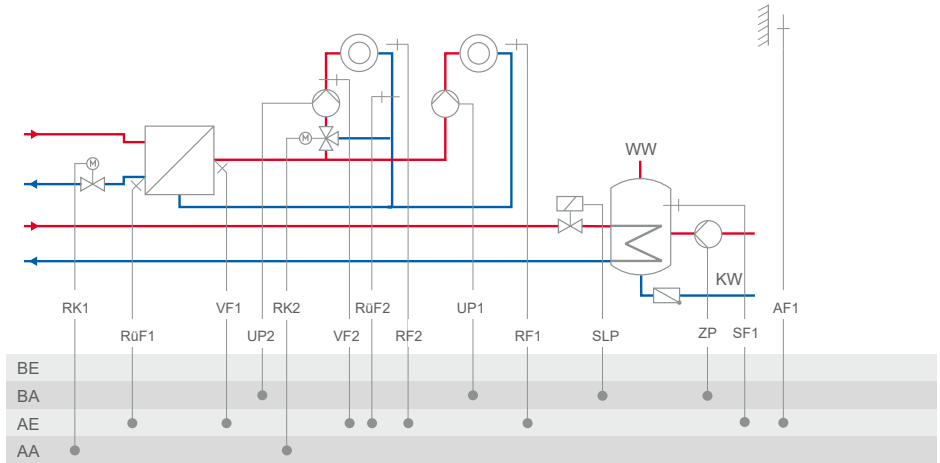 M
M
WW
KW
RK1
VF1
RK2
RüF2
UP1
AF1
RüF1
UP2
VF2
RF2
RF1
SLP
ZP
SF1
BE
BA
AE
AA